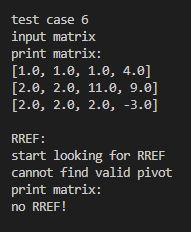 test case 6
input matrix
print matrix:
[1.0, 1.0, 1.0, 4.0]
[2.0, 2.0, 11.0, 9.0]
[2.0, 2.0, 2.0, -3.0]
RREF:
start looking for RREF
cannot find valid pivot
print matrix:
no RREF!